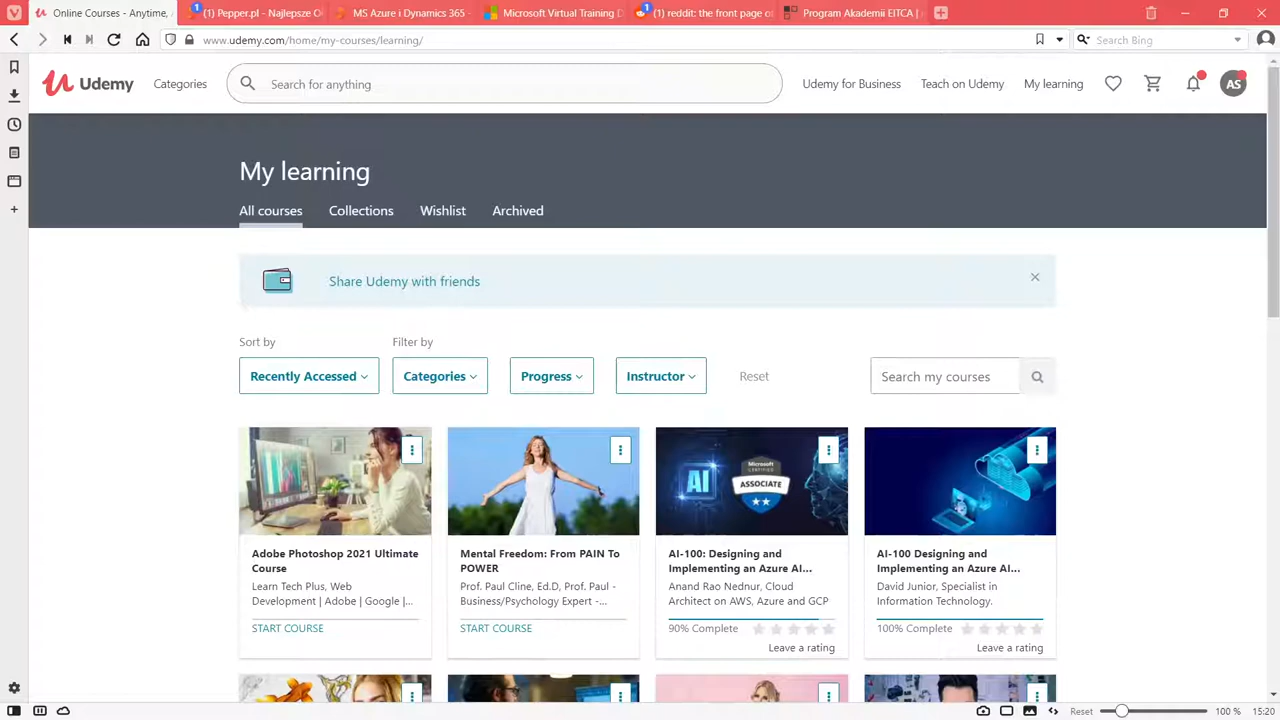 Online Courses - Anytime, A
(1) Pepper.pl - Najlepsze O
MS Azure i Dynamics 365 -
Microsoft Virtual Training D
(1) reddit: the front page of
Program Akademii EITCA |
www.udemy.com/home/my-courses/learning/
Search Bing
Udemy
Categories
Search for anything
Udemy for Business
Teach on Udemy
My learning
AS
My learning
All courses
Collections
Wishlist
Archived
Share Udemy with friends
Sort by
Filter by
Recently Accessed
Categories
Progress
Instructor
Reset
Search my courses
AI
Microsoft
CERTIFIED
ASSOCIATE
Adobe Photoshop 2021 Ultimate
Course
Learn Tech Plus, Web
Development | Adobe | Google |...
START COURSE
Mental Freedom: From PAIN To
POWER
Prof. Paul Cline, Ed.D, Prof. Paul -
Business/Psychology Expert -...
START COURSE
AI-100: Designing and
Implementing an Azure AI...
Anand Rao Nednur, Cloud
Architect on AWS, Azure and GCP
90% Complete
Leave a rating
AI-100 Designing and
Implementing an Azure AI...
David Junior, Specialist in
Information Technology.
100% Complete
Leave a rating
Reset
100 %
15:20